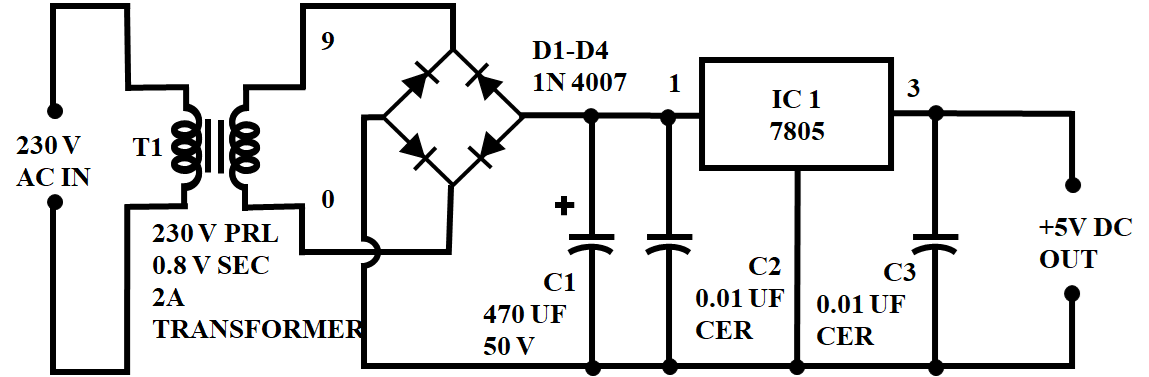 230 V
AC IN
T1
9
0
230 V PRL
0.8 V SEC
2A
TRANSFORMER
D1-D4
1N 4007
1
IC 1
7805
3
+
C1
470 UF
50 V
C2
0.01 UF
CER
C3
0.01 UF
CER
+5V DC
OUT